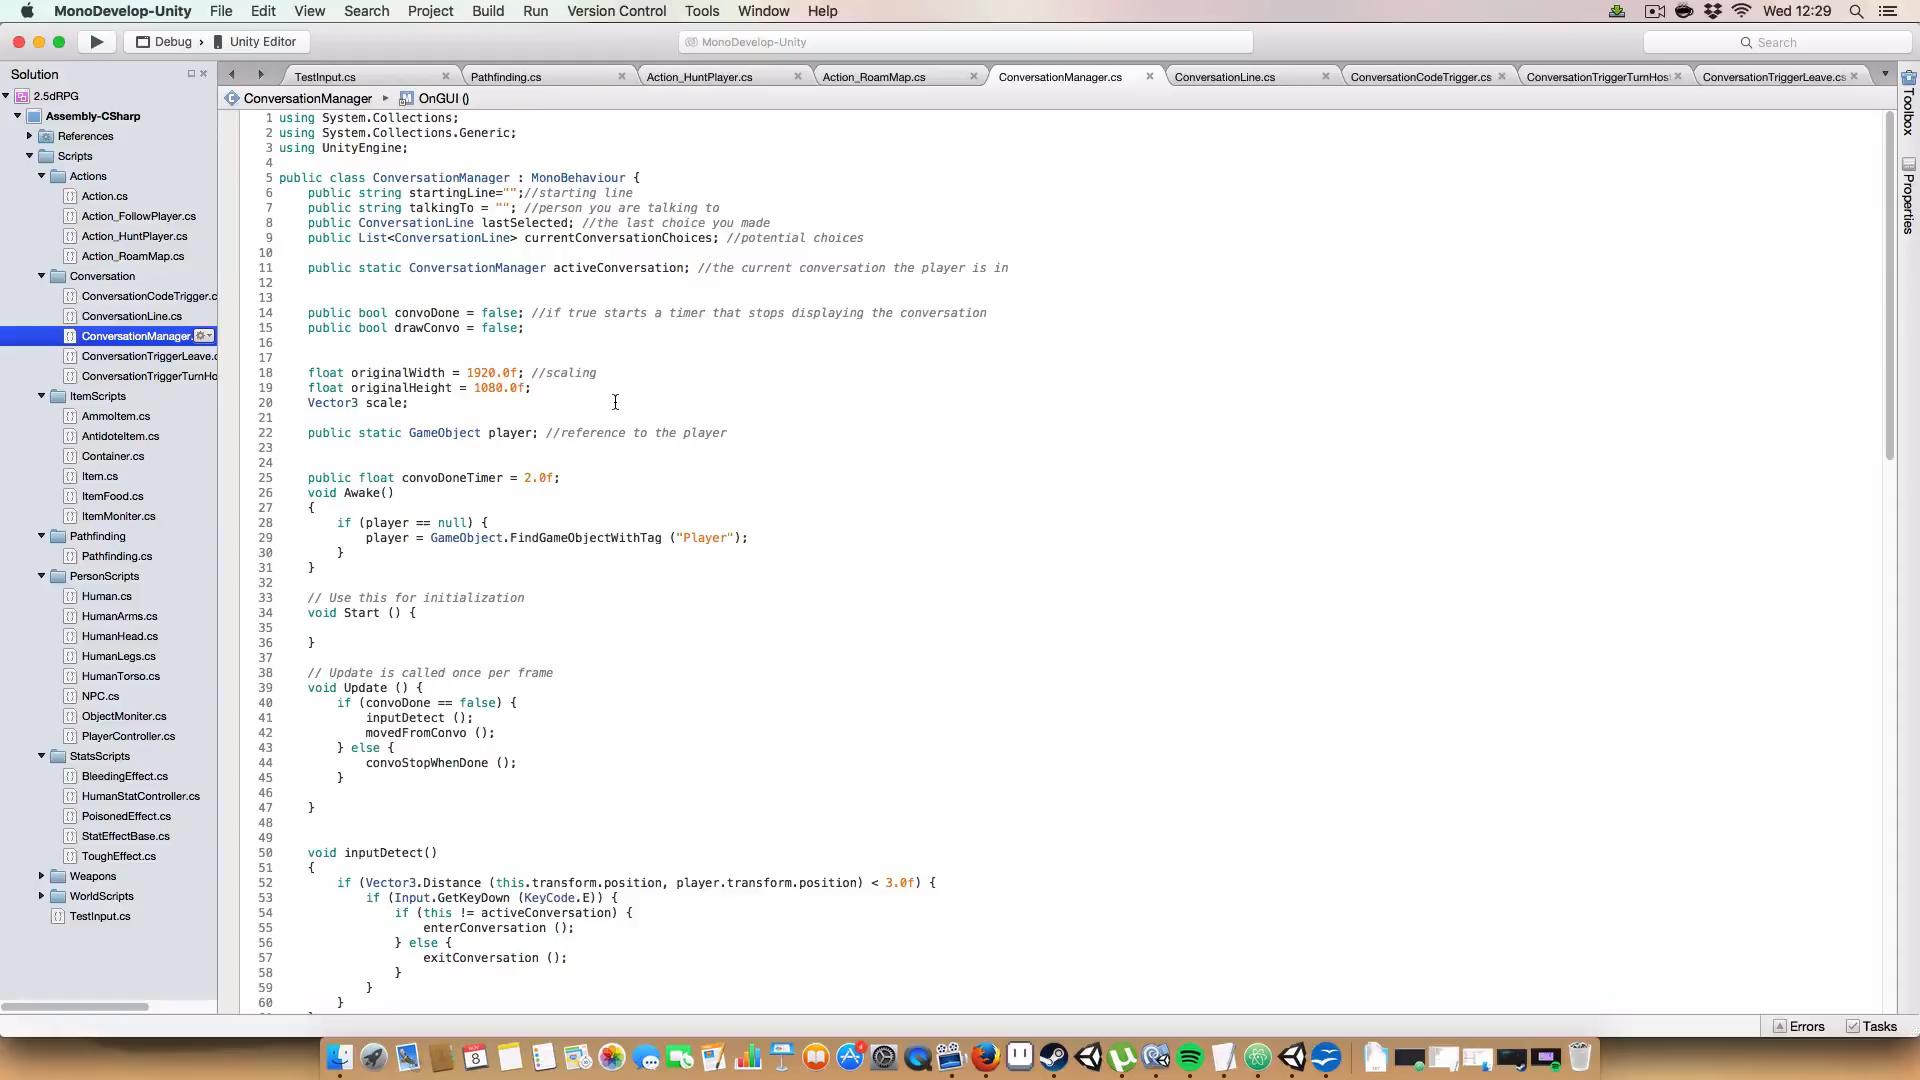 MonoDevelop-Unity File Edit View Search Project Build Run Version Control Tools Window Help Wed 12:29
Debug › Unity Editor
MonoDevelop-Unity
Search
Solution
2.5dRPG
Assembly-CSharp
References
Scripts
Actions
Action.cs
Action_FollowPlayer.cs
Action_HuntPlayer.cs
Action_RoamMap.cs
Conversation
ConversationCodeTrigger.c
ConversationLine.cs
ConversationManager.
ConversationTriggerLeave.c
ConversationTriggerTurnHo
ItemScripts
AmmoItem.cs
AntidoteItem.cs
Container.cs
Item.cs
ItemFood.cs
ItemMoniter.cs
Pathfinding
Pathfinding.cs
PersonScripts
Human.cs
HumanArms.cs
HumanHead.cs
HumanLegs.cs
HumanTorso.cs
NPC.cs
ObjectMoniter.cs
PlayerController.cs
StatsScripts
BleedingEffect.cs
HumanStatController.cs
PoisonedEffect.cs
StatEffectBase.cs
ToughEffect.cs
Weapons
WorldScripts
TestInput.cs
TestInput.cs Pathfinding.cs Action_HuntPlayer.cs Action_RoamMap.cs ConversationManager.cs ConversationLine.cs ConversationCodeTrigger.cs ConversationTriggerTurnHos ConversationTriggerLeave.cs
ConversationManager ▸ OnGUI ()
1 using System.Collections;
2 using System.Collections.Generic;
3 using UnityEngine;
4
5 public class ConversationManager : MonoBehaviour {
6 public string startingLine="";//starting line
7 public string talkingTo = ""; //person you are talking to
8 public ConversationLine lastSelected; //the last choice you made
9 public List<ConversationLine> currentConversationChoices; //potential choices
10
11 public static ConversationManager activeConversation; //the current conversation the player is in
12
13
14 public bool convoDone = false; //if true starts a timer that stops displaying the conversation
15 public bool drawConvo = false;
16
17
18 float originalWidth = 1920.0f; //scaling
19 float originalHeight = 1080.0f;
20 Vector3 scale;
21
22 public static GameObject player; //reference to the player
23
24
25 public float convoDoneTimer = 2.0f;
26 void Awake()
27 {
28 if (player == null) {
29 player = GameObject.FindGameObjectWithTag ("Player");
30 }
31 }
32
33 // Use this for initialization
34 void Start () {
35
36 }
37
38 // Update is called once per frame
39 void Update () {
40 if (convoDone == false) {
41 inputDetect ();
42 movedFromConvo ();
43 } else {
44 convoStopWhenDone ();
45 }
46
47 }
48
49
50 void inputDetect()
51 {
52 if (Vector3.Distance (this.transform.position, player.transform.position) < 3.0f) {
53 if (Input.GetKeyDown (KeyCode.E)) {
54 if (this != activeConversation) {
55 enterConversation ();
56 } else {
57 exitConversation ();
58 }
59 }
60 }
Toolbox
Properties
Errors Tasks
NOV
8
4